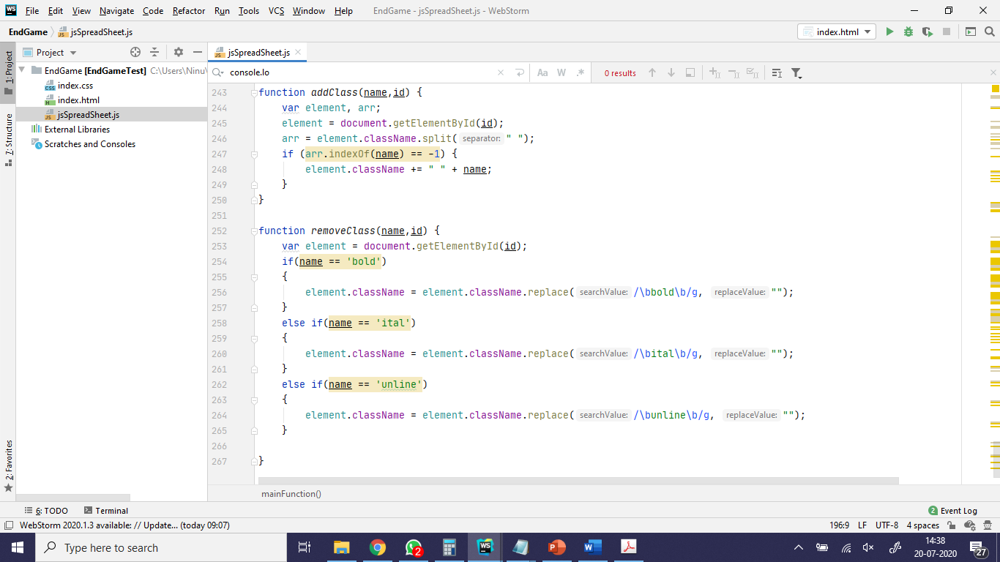 File Edit View Navigate Code Refactor Run Tools VCS Window Help EndGame - jsSpreadSheet.js - WebStorm
EndGame jsSpreadSheet.js index.html
1: Project
7: Structure
2: Favorites
Project
EndGame [EndGameTest] C:\Users\Ninu\
index.css
index.html
jsSpreadSheet.js
External Libraries
Scratches and Consoles
jsSpreadSheet.js
console.lo Aa W .* 0 results
243 function addClass(name,id) {
244 var element, arr;
245 element = document.getElementById(id);
246 arr = element.className.split( separator: " ");
247 if (arr.indexOf(name) == -1) {
248 element.className += " " + name;
249 }
250 }
251
252 function removeClass(name,id) {
253 var element = document.getElementById(id);
254 if(name == 'bold')
255 {
256 element.className = element.className.replace( searchValue: /\bbold\b/g, replaceValue: "");
257 }
258 else if(name == 'ital')
259 {
260 element.className = element.className.replace( searchValue: /\bital\b/g, replaceValue: "");
261 }
262 else if(name == 'unline')
263 {
264 element.className = element.className.replace( searchValue: /\bunline\b/g, replaceValue: "");
265 }
266
267 }
mainFunction()
6: TODO Terminal 2 Event Log
WebStorm 2020.1.3 available: // Update... (today 09:07) 196:9 LF UTF-8 4 spaces
Type here to search 2 14:38
20-07-2020 27